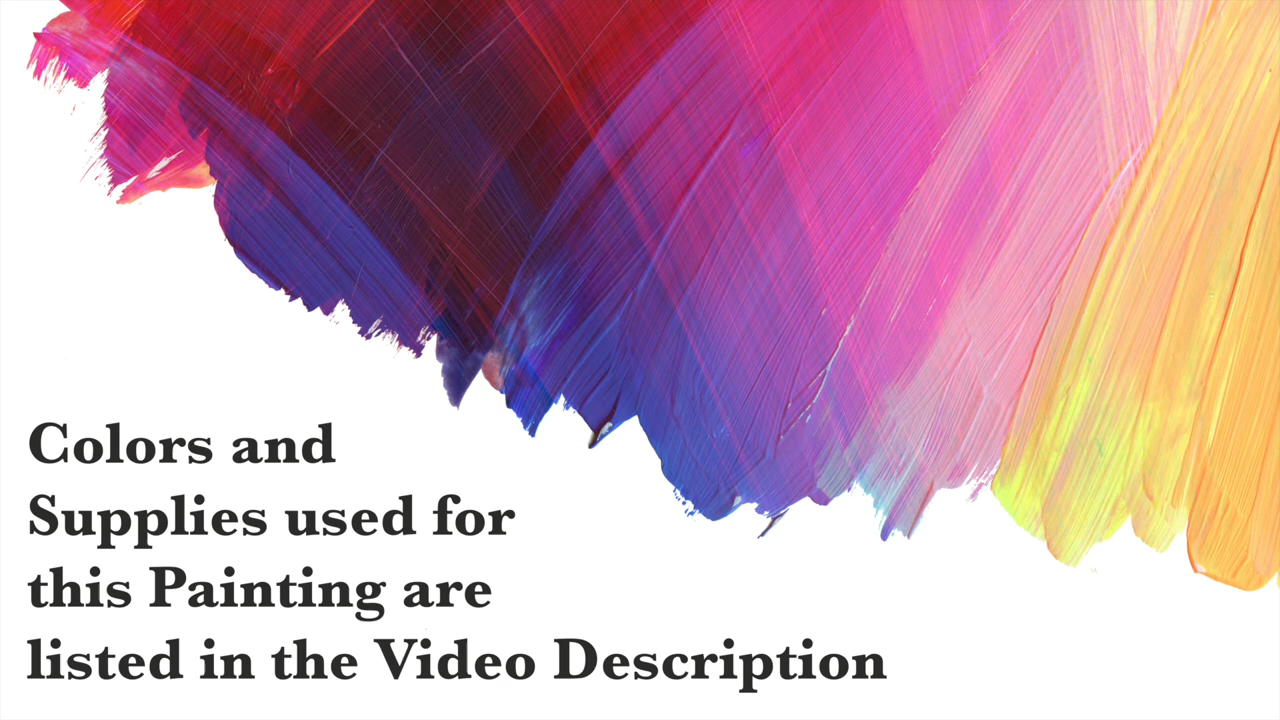 Colors and
Supplies used for
this Painting are
listed in the Video Description